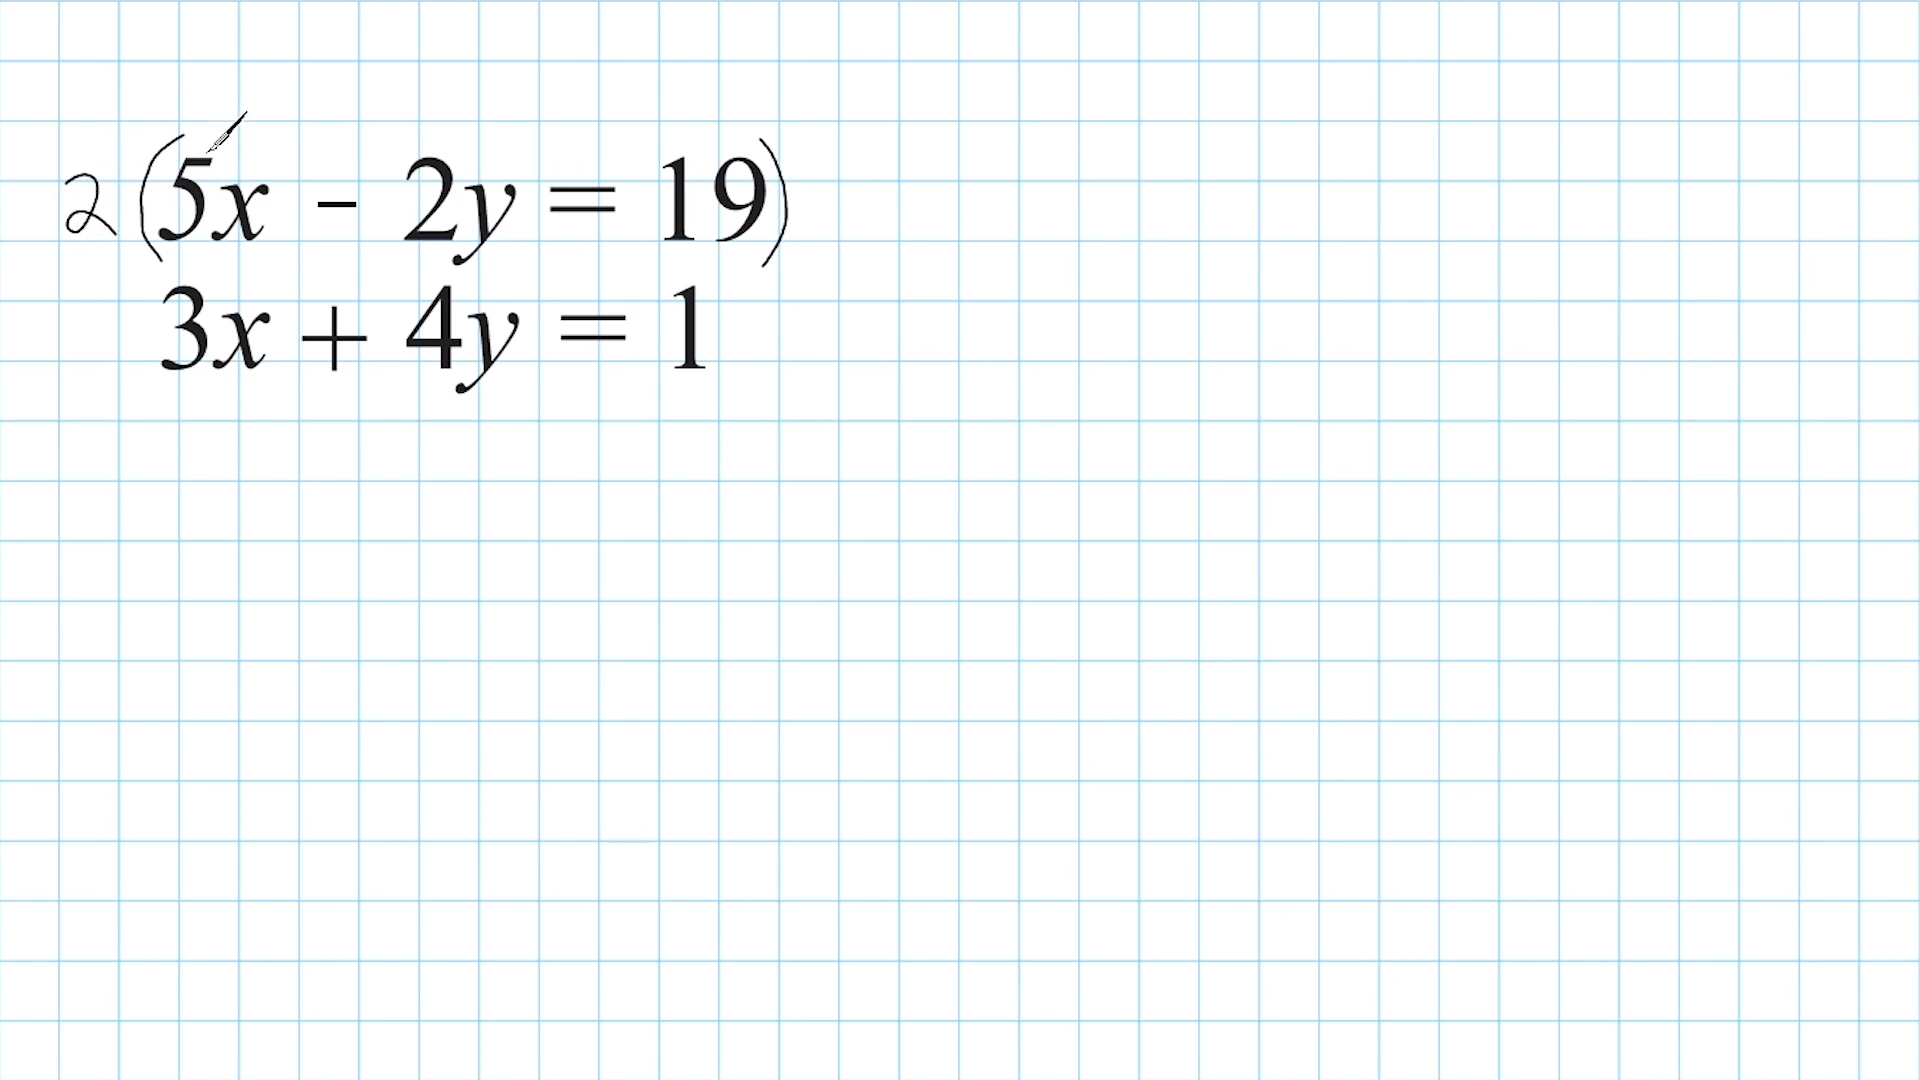 2(5x - 2y = 19)
3x + 4y = 1